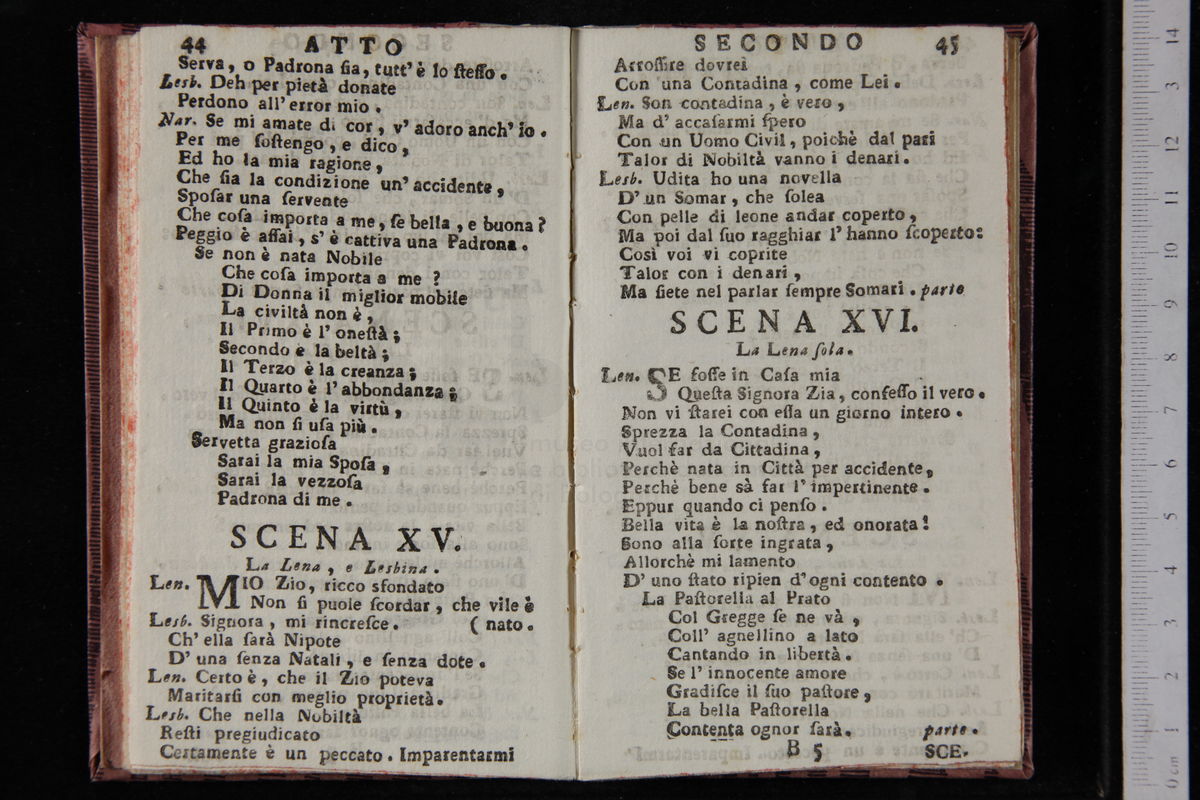 44 ATTO
Serva, o Padrona ſia, tutt' è lo ſteſſo.
Lesb. Deh per pietà donate
Perdono all' error mio.
Nar. Se mi amate di cor, v' adoro anch' io.
Per me ſoſtengo, e dico,
Ed ho la mia ragione,
Che ſia la condizione un' accidente,
Spoſar una ſervente
Che coſa importa a me, ſe bella, e buona?
Peggio è aſſai, s' è cattiva una Padrona.
Se non è nata Nobile
Che coſa importa a me?
Di Donna il miglior mobile
La civiltà non è,
Il Primo è l' oneſtà;
Secondo è la beltà;
Il Terzo è la creanza;
Il Quarto è l' abbondanza;
Il Quinto è la virtù,
Ma non ſi uſa più.
Servetta grazioſa
Sarai la mia Spoſa,
Sarai la vezzoſa
Padrona di me.
SCENA XV.
La Lena, e Lesbina.
Len. MIO Zio, ricco sfondato
Non ſi puole ſcordar, che vile è
Lesb. Signora, mi rincreſce. (nato.
Ch' ella ſarà Nipote
D' una ſenza Natali, e ſenza dote.
Len. Certo è, che il Zio poteva
Maritarſi con meglio proprietà.
Lesb. Che nella Nobiltà
Reſti pregiudicato
Certamente è un peccato. Imparentarmi
SECONDO 45
Arroſſire dovrei
Con una Contadina, come Lei.
Len. Son contadina, è vero,
Ma d' accaſarmi ſpero
Con un Uomo Civil, poichè dal pari
Talor di Nobiltà vanno i denari.
Lesb. Udita ho una novella
D' un Somar, che ſolea
Con pelle di leone andar coperto,
Ma poi dal ſuo ragghiar l' hanno ſcoperto:
Così voi vi coprite
Talor con i denari,
Ma ſiete nel parlar ſempre Somari. parte
SCENA XVI.
La Lena ſola.
Len. SE foſſe in Caſa mia
Queſta Signora Zia, confeſſo il vero.
Non vi ſtarei con eſſa un giorno intero.
Sprezza la Contadina,
Vuol far da Cittadina,
Perchè nata in Città per accidente,
Perchè bene sà far l' impertinente.
Eppur quando ci penſo.
Bella vita è la noſtra, ed onorata!
Sono alla ſorte ingrata,
Allorchè mi lamento
D' uno ſtato ripien d' ogni contento.
La Paſtorella al Prato
Col Gregge ſe ne và,
Coll' agnellino a lato
Cantando in libertà.
Se l' innocente amore
Gradiſce il ſuo paſtore,
La bella Paſtorella
Contenta ognor ſarà. parte.
B 5 SCE-